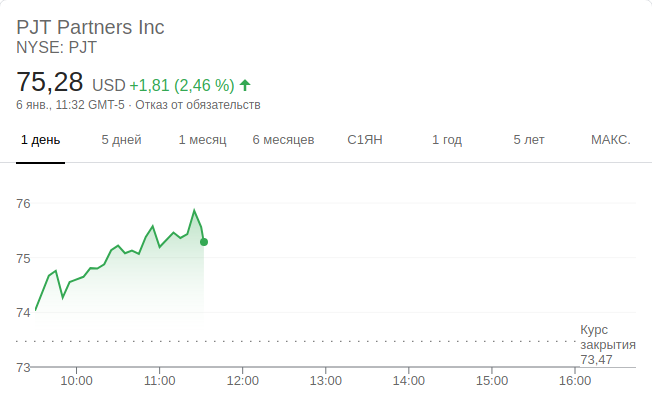 PJT Partners Inc
NYSE: PJT
75,28 USD +1,81 (2,46 %)
6 янв., 11:32 GMT-5 · Отказ от обязательств
1 день 5 дней 1 месяц 6 месяцев С1ЯН 1 год 5 лет МАКС.
76
75
74
Курс
закрытия
73,47
73
10:00 11:00 12:00 13:00 14:00 15:00 16:00